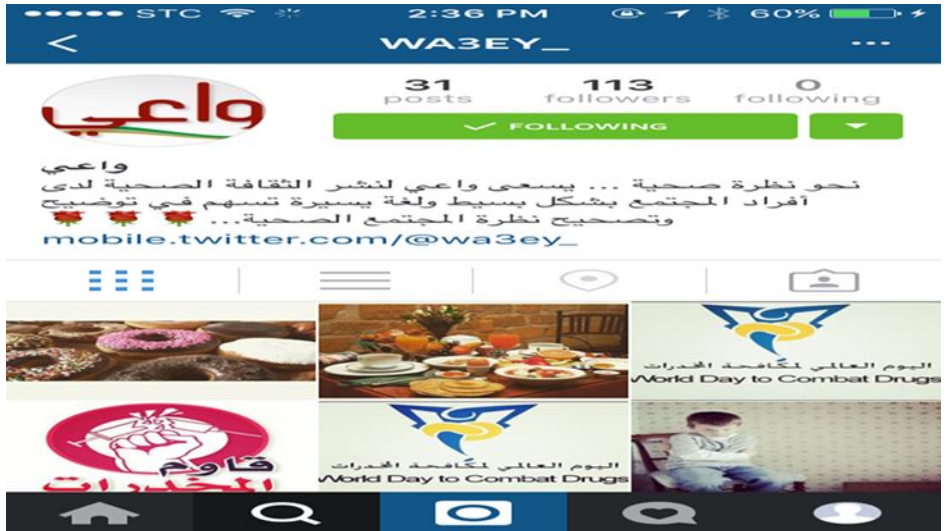 STC 2:36 PM 60%
WA3EY_
31 113 0
posts followers following
واعي
FOLLOWING
واعي
نحو نظرة صحية ... يسعى واعي لنشر الثقافة الصحية لدى
أفراد المجتمع بشكل بسيط ولغة يسيرة تسهم في توضيح
وتصحيح نظرة المجتمع الصحية...
mobile.twitter.com/@wa3ey_
اليوم العالمي لمكافحة المخدرات
World Day to Combat Drugs
قاوم
المخدرات
اليوم العالمي لمكافحة المخدرات
World Day to Combat Drugs